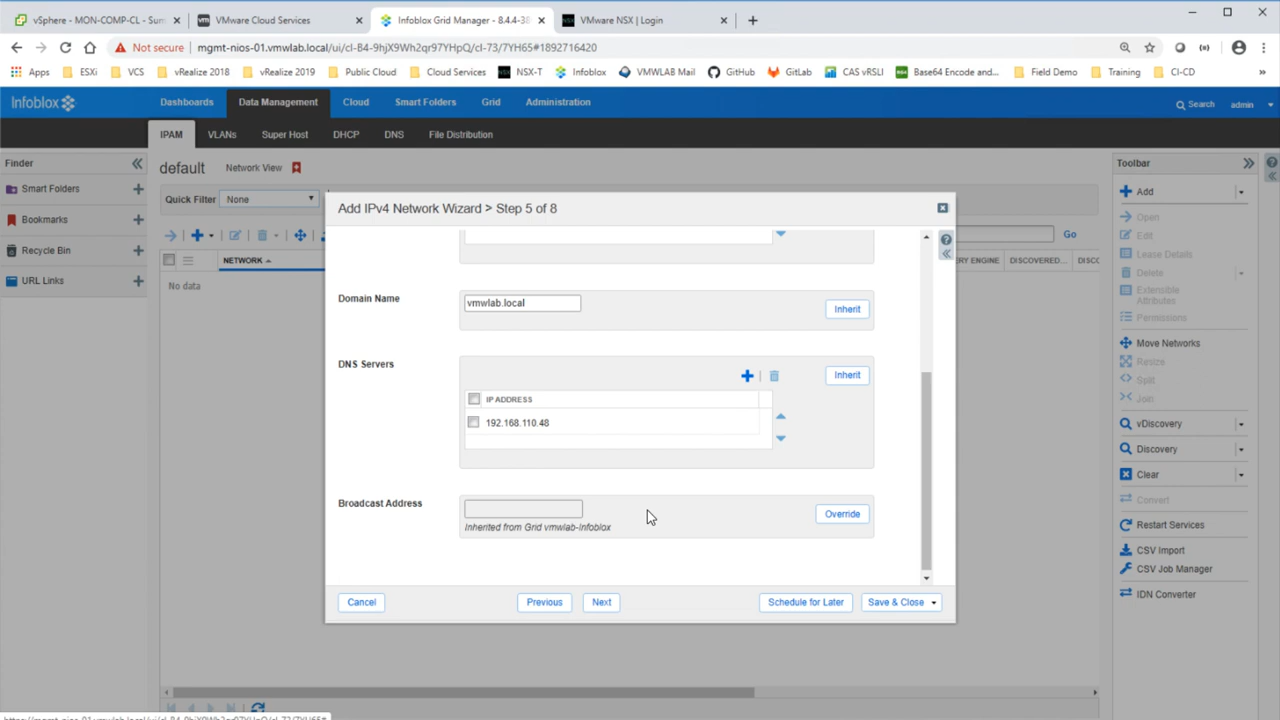 vSphere - MON-COMP-CL - Sum
VMware Cloud Services
Infoblox Grid Manager - 8.4.4-38
VMware NSX | Login
Not secure | mgmt-nios-01.vmwlab.local/ui/cl-B4-9hjX9Wh2qr97YHpQ/cl-73/7YH65#1892716420
Apps ESXi VCS vRealize 2018 vRealize 2019 Public Cloud Cloud Services NSX-T Infoblox VMWLAB Mail GitHub GitLab CAS vRSLI Base64 Encode and... Field Demo Training CI-CD »
Infoblox Dashboards Data Management Cloud Smart Folders Grid Administration Search admin
IPAM VLANs Super Host DHCP DNS File Distribution
Finder
Smart Folders
Bookmarks
Recycle Bin
URL Links
default Network View
Quick Filter None
Go
NETWORK
RY ENGINE DISCOVERED... DISCO
No data
Add IPv4 Network Wizard > Step 5 of 8
Domain Name vmwlab.local Inherit
DNS Servers Inherit
IP ADDRESS
192.168.110.48
Broadcast Address Override
Inherited from Grid vmwlab-infoblox
Cancel Previous Next Schedule for Later Save & Close
Toolbar
Add
Open
Edit
Lease Details
Delete
Extensible
Attributes
Permissions
Move Networks
Resize
Split
Join
vDiscovery
Discovery
Clear
Convert
Restart Services
CSV Import
CSV Job Manager
IDN Converter